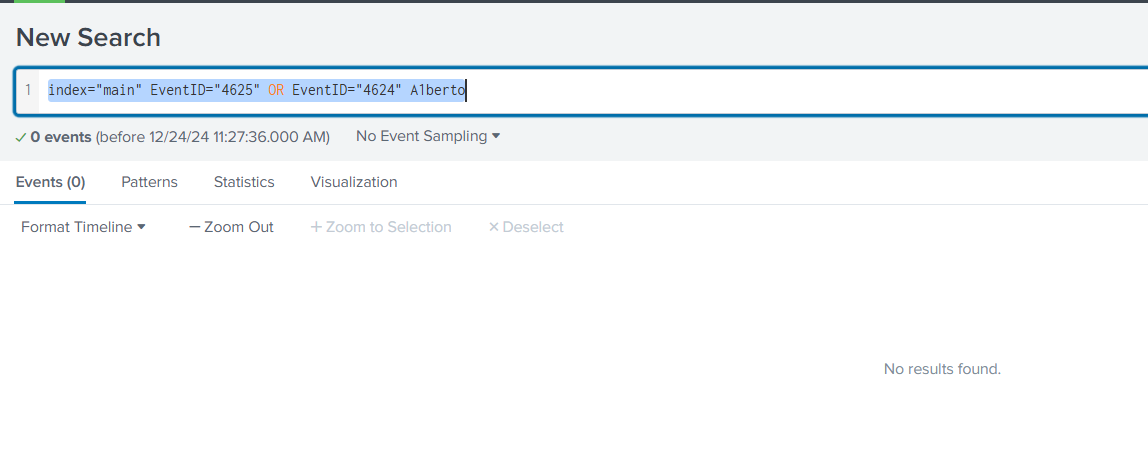 New Search
1 index="main" EventID="4625" OR EventID="4624" A1berto
✓ 0 events (before 12/24/24 11:27:36.000 AM) No Event Sampling ▾
Events (0) Patterns Statistics Visualization
Format Timeline ▾ — Zoom Out + Zoom to Selection × Deselect
No results found.